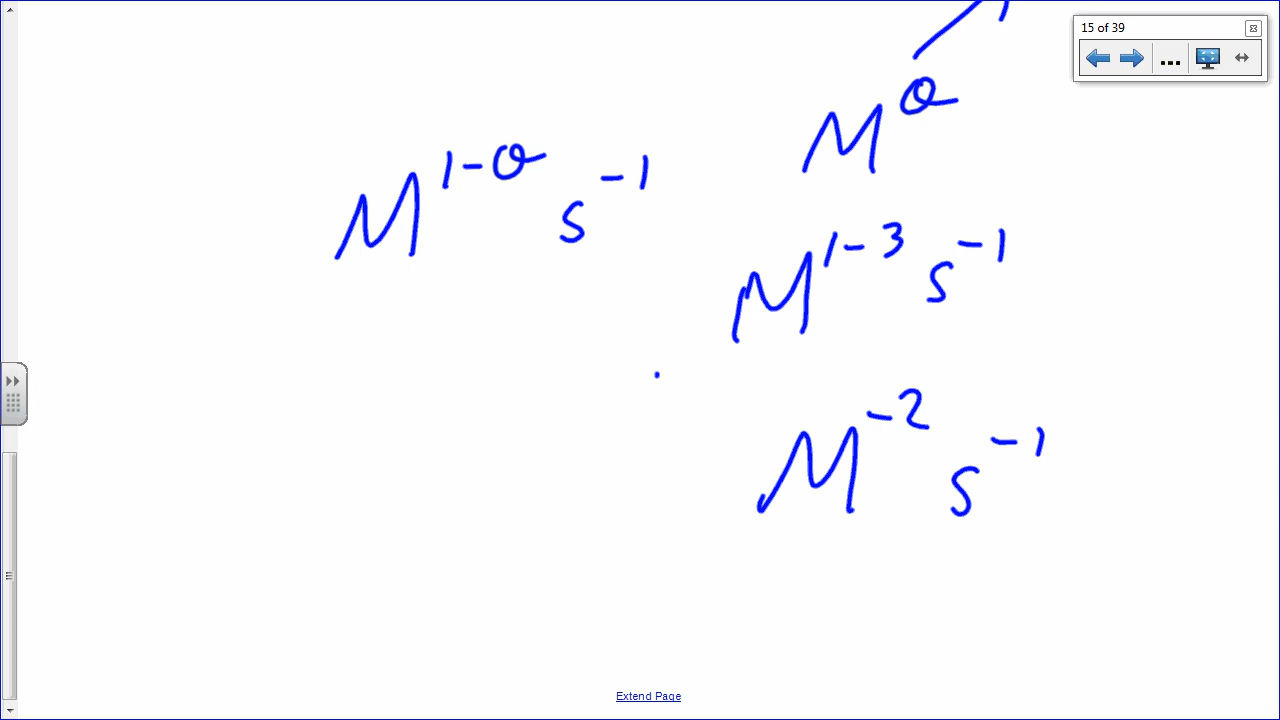 15 of 39
M^o
M^1-o s^-1
M^1-3 s^-1
M^-2 s^-1
Extend Page